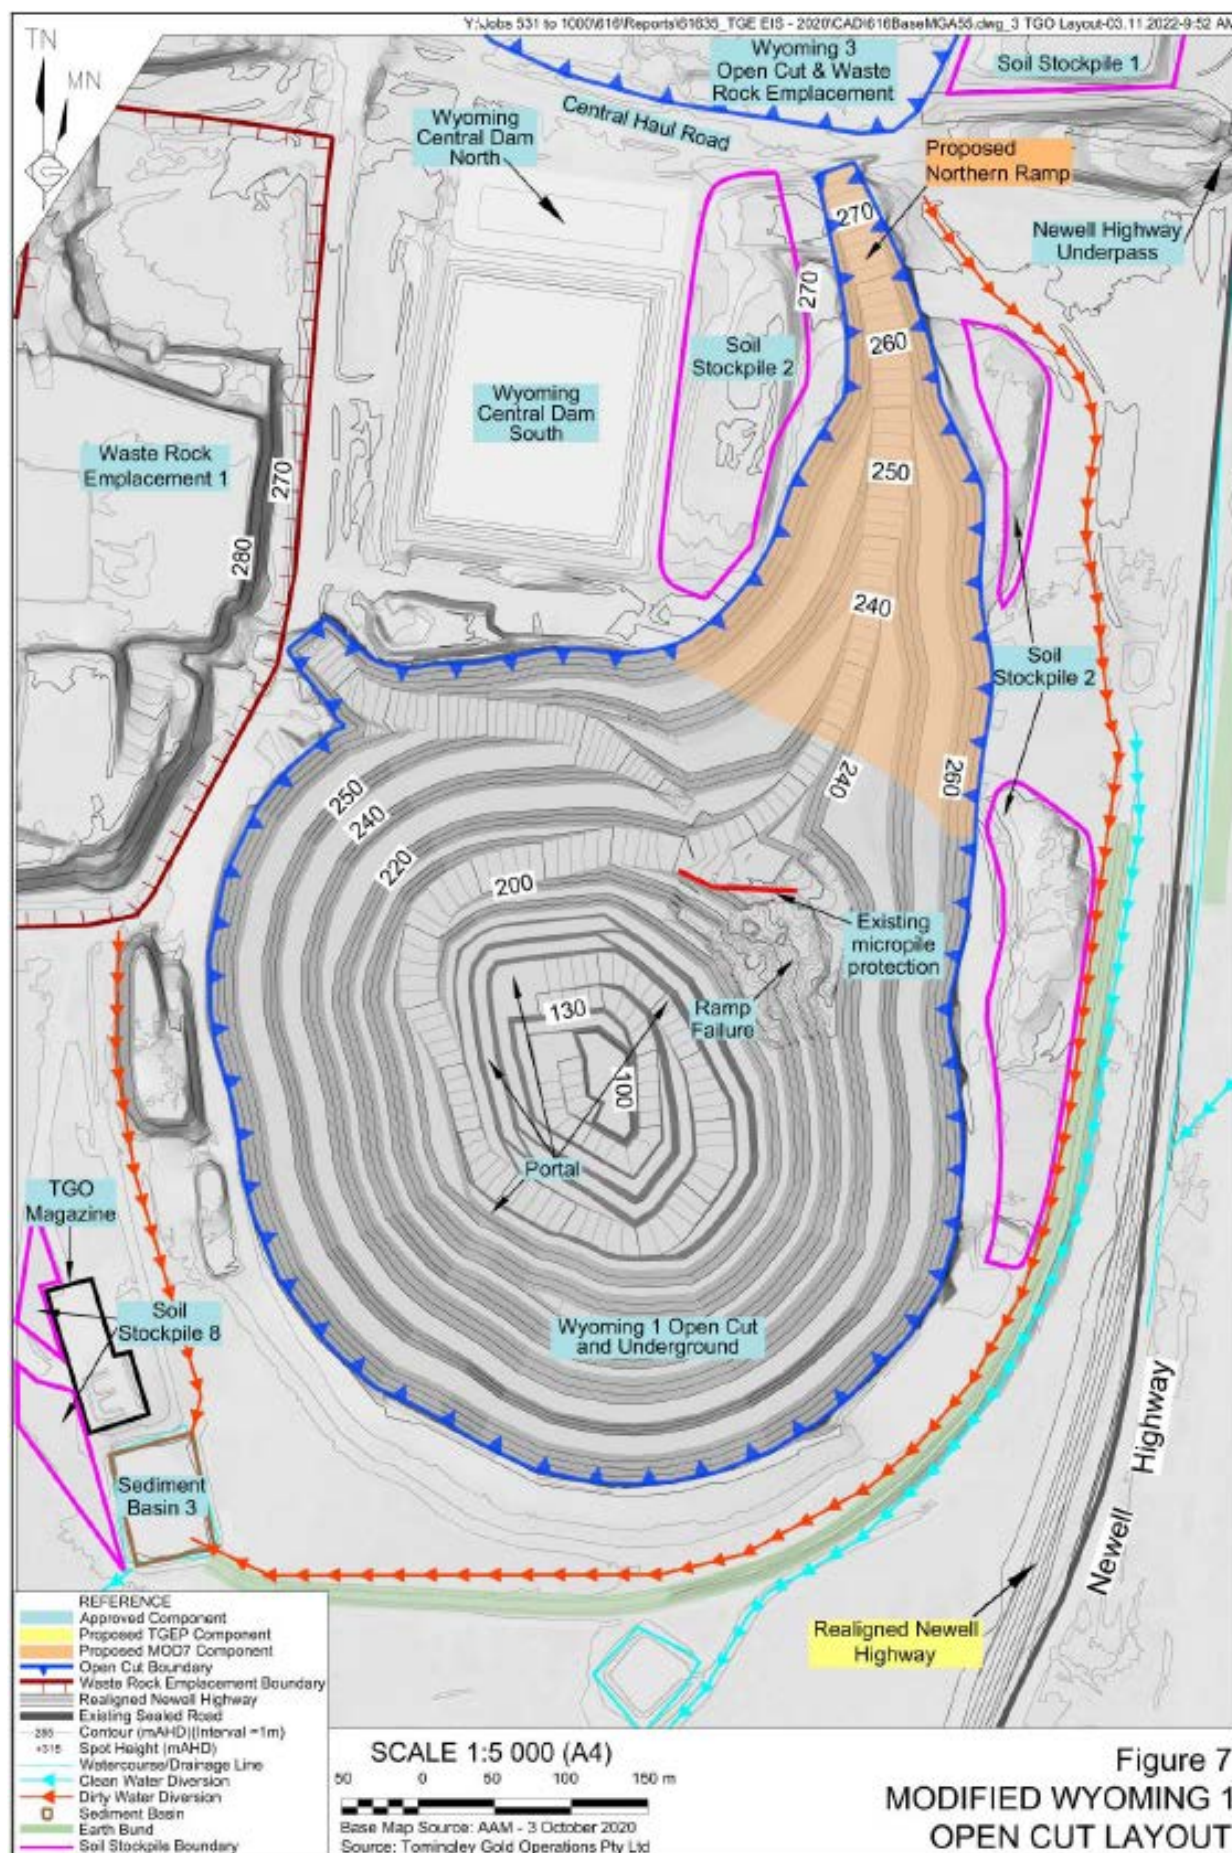 Y:\Jobs 531 to 1000\616\Reports\61635_TGE EIS - 2020\CAD\616BaseMGA55.dwg_3 TGO Layout-03.11.2022-9:52 AM
TN
MN
Wyoming 3
Open Cut & Waste
Rock Emplacement
Soil Stockpile 1
Central Haul Road
Wyoming
Central Dam
North
Proposed
Northern Ramp
270
Newell Highway
Underpass
270
260
Soil
Stockpile 2
Wyoming
Central Dam
South
Waste Rock
Emplacement 1
270
250
280
240
Soil
Stockpile 2
250
240
220
240
260
200
Existing
micropile
protection
Ramp
Failure
130
100
Portal
TGO
Magazine
Soil
Stockpile 8
Wyoming 1 Open Cut
and Underground
Sediment
Basin 3
Newell Highway
Realigned Newell
Highway
REFERENCE
Approved Component
Proposed TGEP Component
Proposed MOD7 Component
Open Cut Boundary
Waste Rock Emplacement Boundary
Realigned Newell Highway
Existing Sealed Road
Contour (mAHD)(Interval =1m)
Spot Height (mAHD)
Watercourse/Drainage Line
Clean Water Diversion
Dirty Water Diversion
Sediment Basin
Earth Bund
Soil Stockpile Boundary
SCALE 1:5 000 (A4)
50 0 50 100 150 m
Base Map Source: AAM - 3 October 2020
Source: Tomingley Gold Operations Pty Ltd
Figure 7
MODIFIED WYOMING 1
OPEN CUT LAYOUT